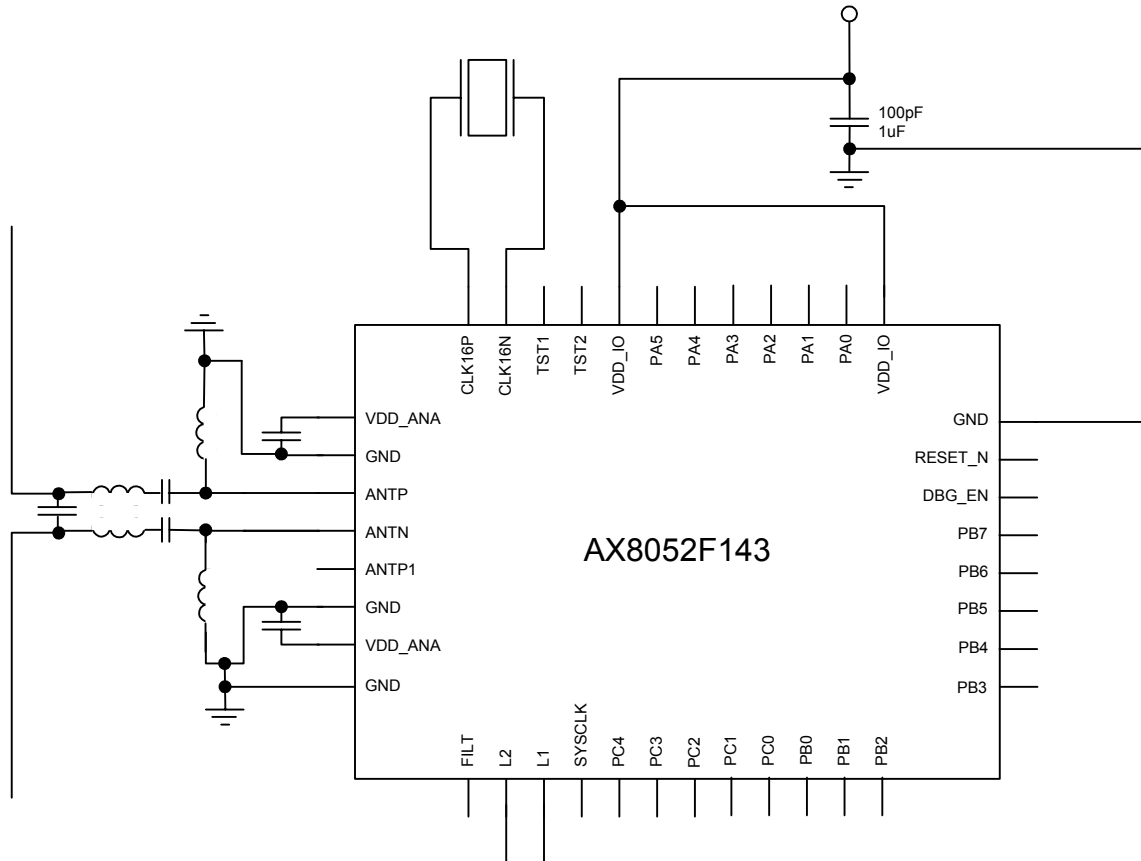 100pF
1uF
CLK16P
CLK16N
TST1
TST2
VDD_IO
PA5
PA4
PA3
PA2
PA1
PA0
VDD_IO
VDD_ANA
GND
ANTP
ANTN
ANTP1
GND
VDD_ANA
GND
AX8052F143
GND
RESET_N
DBG_EN
PB7
PB6
PB5
PB4
PB3
FILT
L2
L1
SYSCLK
PC4
PC3
PC2
PC1
PC0
PB0
PB1
PB2